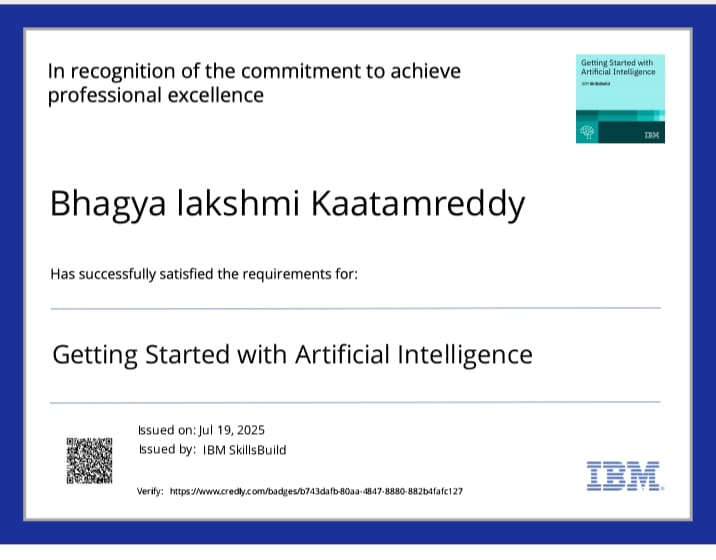 In recognition of the commitment to achieve
professional excellence
Getting Started with
Artificial Intelligence
IBM
Bhagya lakshmi Kaatamreddy
Has successfully satisfied the requirements for:
Getting Started with Artificial Intelligence
Issued on: Jul 19, 2025
Issued by: IBM SkillsBuild
Verify: https://www.credly.com/badges/b743dafb-80aa-4847-8880-882b4fafc127
IBM